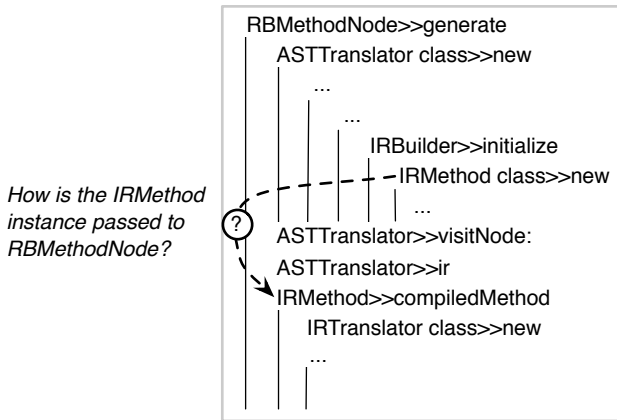 RBMethodNode>>generate
ASTTranslator class>>new
...
...
IRBuilder>>initialize
IRMethod class>>new
...
How is the IRMethod
instance passed to
RBMethodNode?
?
ASTTranslator>>visitNode:
ASTTranslator>>ir
IRMethod>>compiledMethod
IRTranslator class>>new
...